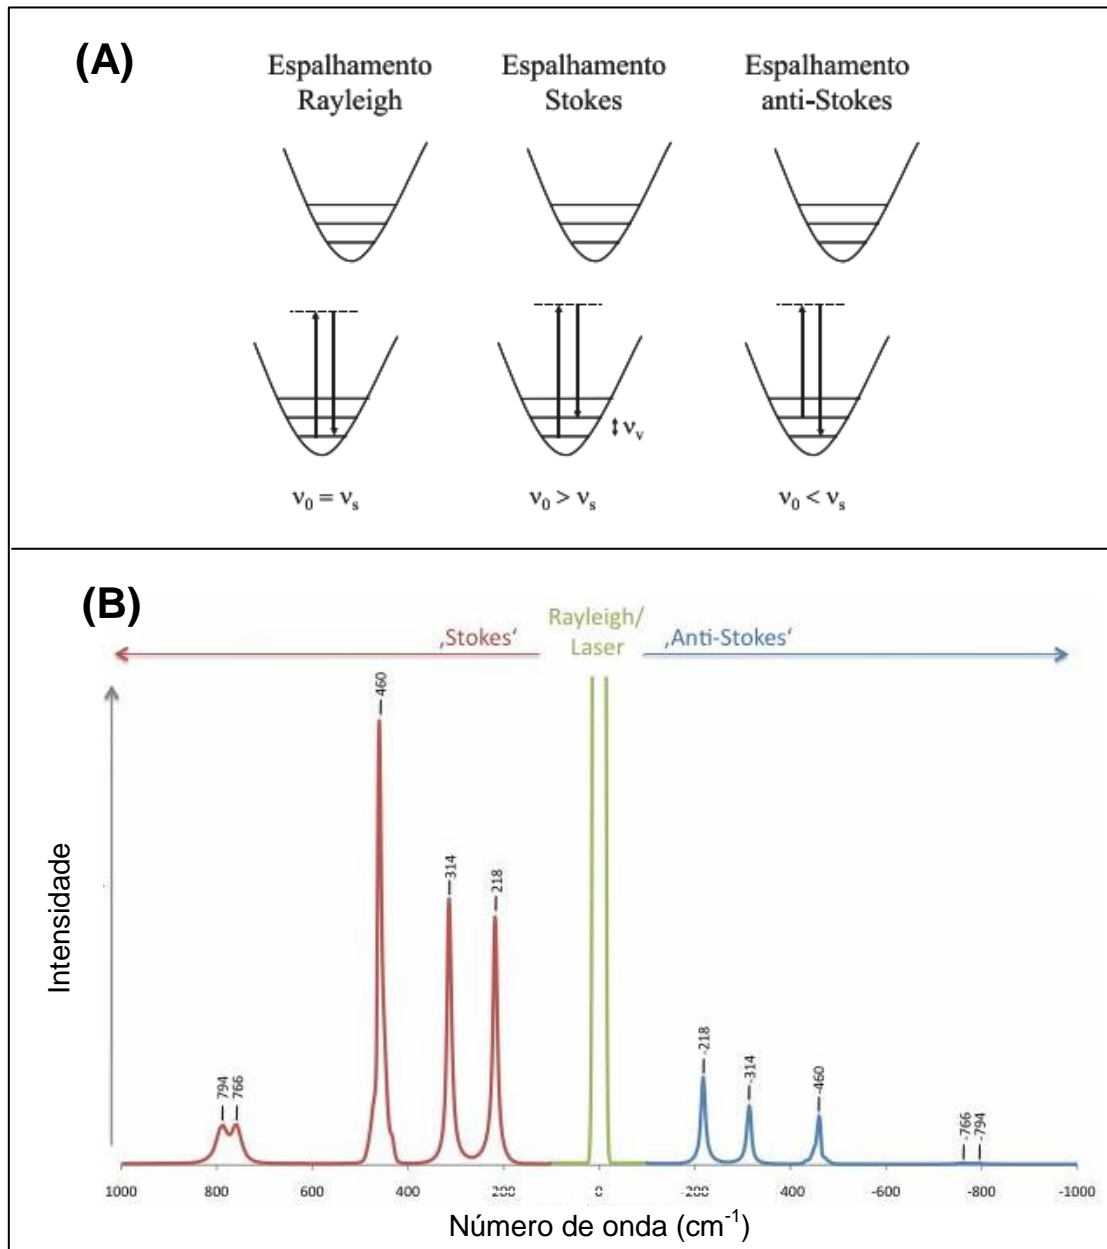 (A)
Espalhamento
Rayleigh
Espalhamento
Stokes
Espalhamento
anti-Stokes
νᵥ
ν₀ = νₛ
ν₀ > νₛ
ν₀ < νₛ
(B)
‚Stokes‘
Rayleigh/
Laser
‚Anti-Stokes‘
Intensidade
794
766
460
314
218
-218
-314
-460
-766
-794
1000 800 600 400 200 0 -200 -400 -600 -800 -1000
Número de onda (cm⁻¹)